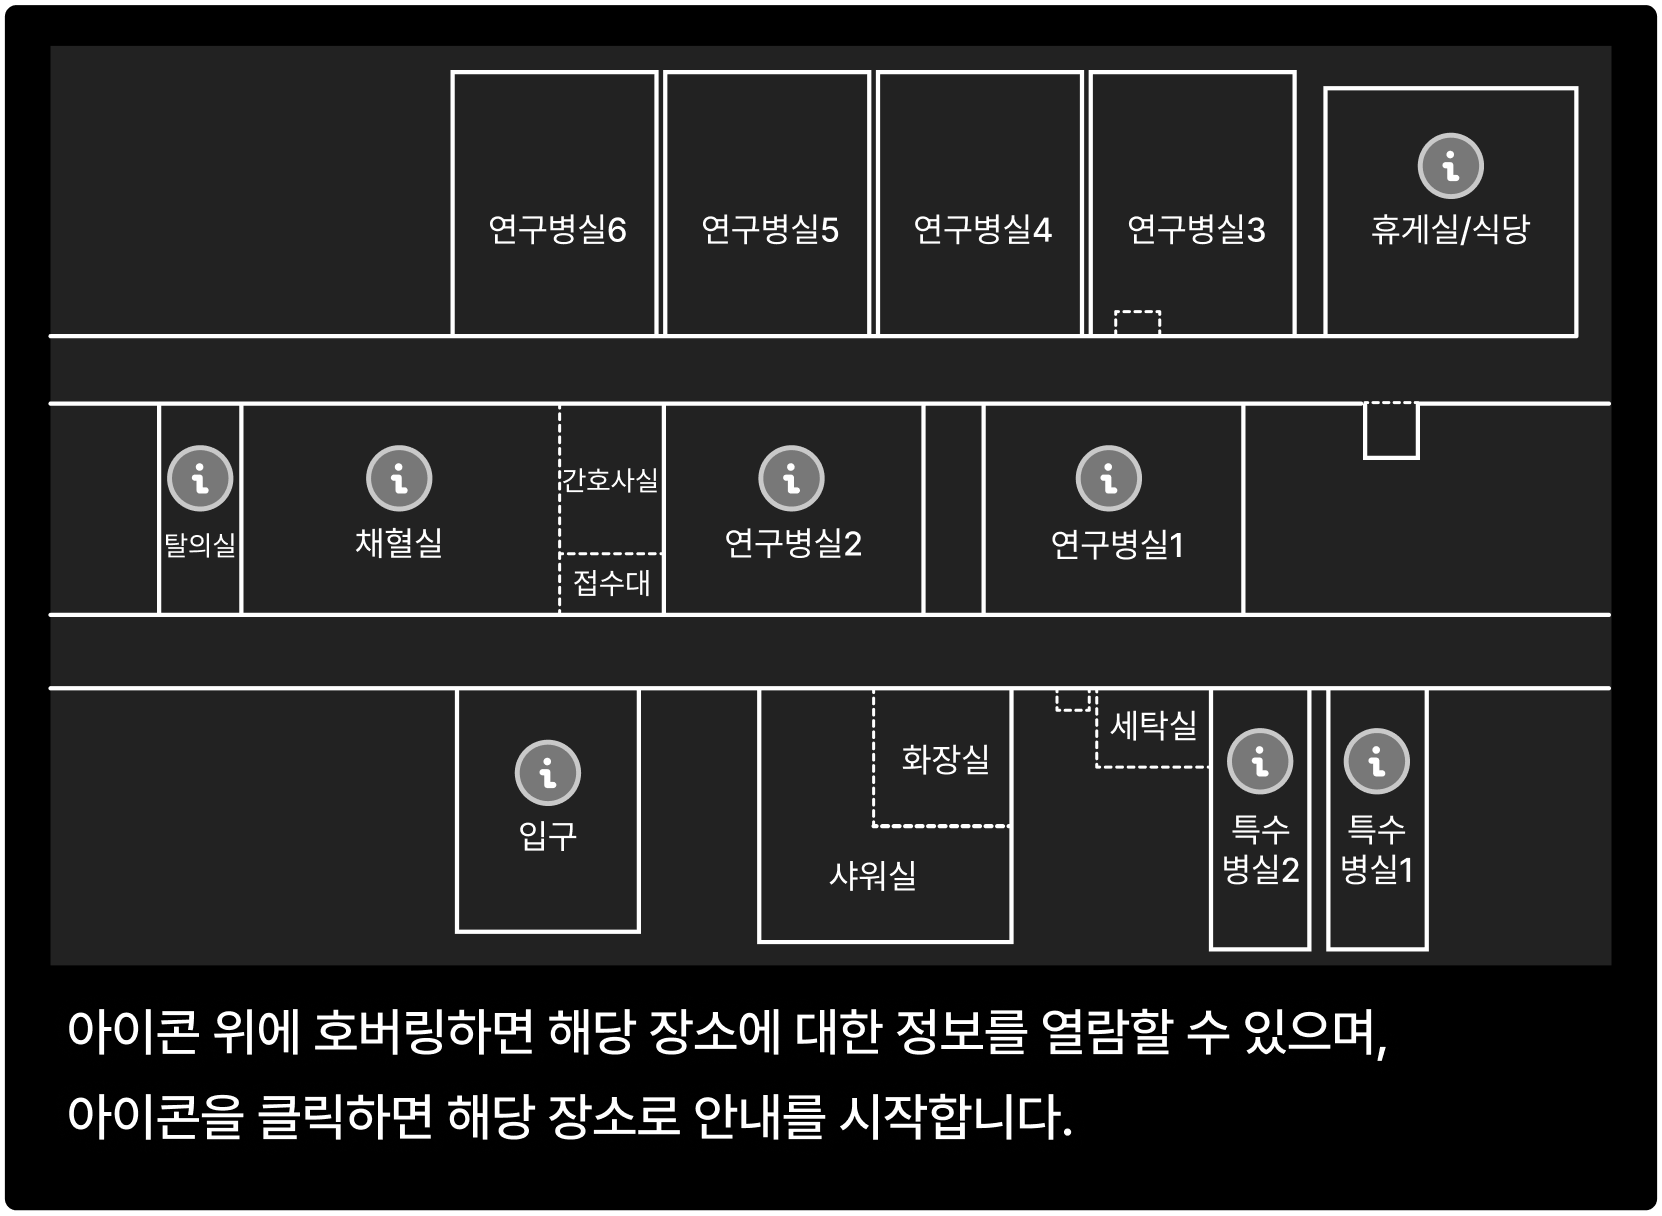 연구병실6
연구병실5
연구병실4
연구병실3
휴게실/식당
탈의실
채혈실
간호사실
접수대
연구병실2
연구병실1
입구
화장실
샤워실
세탁실
특수
병실2
특수
병실1
아이콘 위에 호버링하면 해당 장소에 대한 정보를 열람할 수 있으며,
아이콘을 클릭하면 해당 장소로 안내를 시작합니다.